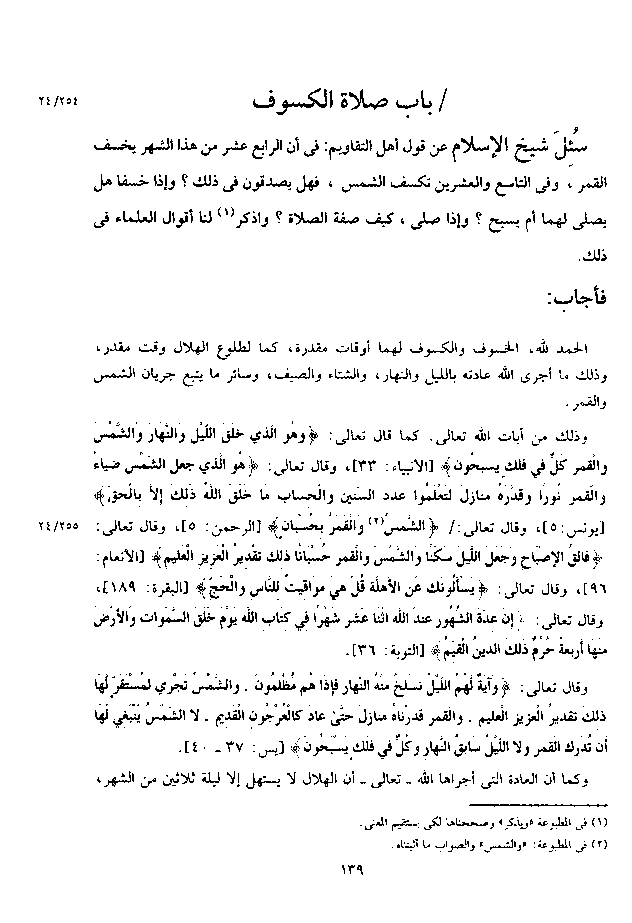 ٢٤/٢٥٤ / باب صلاة الكسوف
سئل شيخ الإسلام عن قول أهل التقاويم: فى أن الرابع عشر من هذا الشهر يخسف
القمر ، وفى التاسع والعشرين تكسف الشمس ، فهل يصدقون فى ذلك ؟ وإذا خسفا هل
يصلى لهما أم يسبح ؟ وإذا صلى ، كيف صفة الصلاة ؟ واذكر(١) لنا أقوال العلماء فى
ذلك.
فأجاب:
الحمد لله، الخسوف والكسوف لهما أوقات مقدرة، كما لطلوع الهلال وقت مقدر،
وذلك ما أجرى الله عادته بالليل والنهار، والشتاء والصيف، وسائر ما يتبع جريان الشمس
والقمر.
وذلك من آيات الله تعالى. كما قال تعالى: ﴿وهو الذي خلق الليل والنهار والشمس
والقمر كل في فلك يسبحون﴾ [الأنبياء: ٣٣]، وقال تعالى: ﴿هو الذي جعل الشمس ضياء
والقمر نورا وقدره منازل لتعلموا عدد السنين والحساب ما خلق الله ذلك إلا بالحق﴾
[يونس:٥]، وقال تعالى:/ ﴿الشمس(٢) والقمر بحسبان﴾ [الرحمن: ٥]، وقال تعالى: ٢٤/٢٥٥
﴿فالق الإصباح وجعل الليل سكنا والشمس والقمر حسبانا ذلك تقدير العزيز العليم﴾ [الأنعام:
٩٦]، وقال تعالى: ﴿يسألونك عن الأهلة قل هي مواقيت للناس والحج﴾ [البقرة: ١٨٩]،
وقال تعالى: ﴿إن عدة الشهور عند الله اثنا عشر شهرا في كتاب الله يوم خلق السموات والأرض
منها أربعة حرم ذلك الدين القيم﴾ [التوبة: ٣٦].
وقال تعالى: ﴿وآية لهم الليل نسلخ منه النهار فإذا هم مظلمون . والشمس تجري لمستقر لها
ذلك تقدير العزيز العليم . والقمر قدرناه منازل حتى عاد كالعرجون القديم . لا الشمس ينبغي لها
أن تدرك القمر ولا الليل سابق النهار وكل في فلك يسبحون﴾ [يس: ٣٧ ـ ٤٠].
وكما أن العادة التى أجراها الله ـ تعالى ـ أن الهلال لا يستهل إلا ليلة ثلاثين من الشهر،
(١) فى المطبوعة «ويذكر» وصححناها لكى يستقيم المعنى.
(٢) فى المطبوعة: «والشمس» والصواب ما أثبتناه.
١٣٩